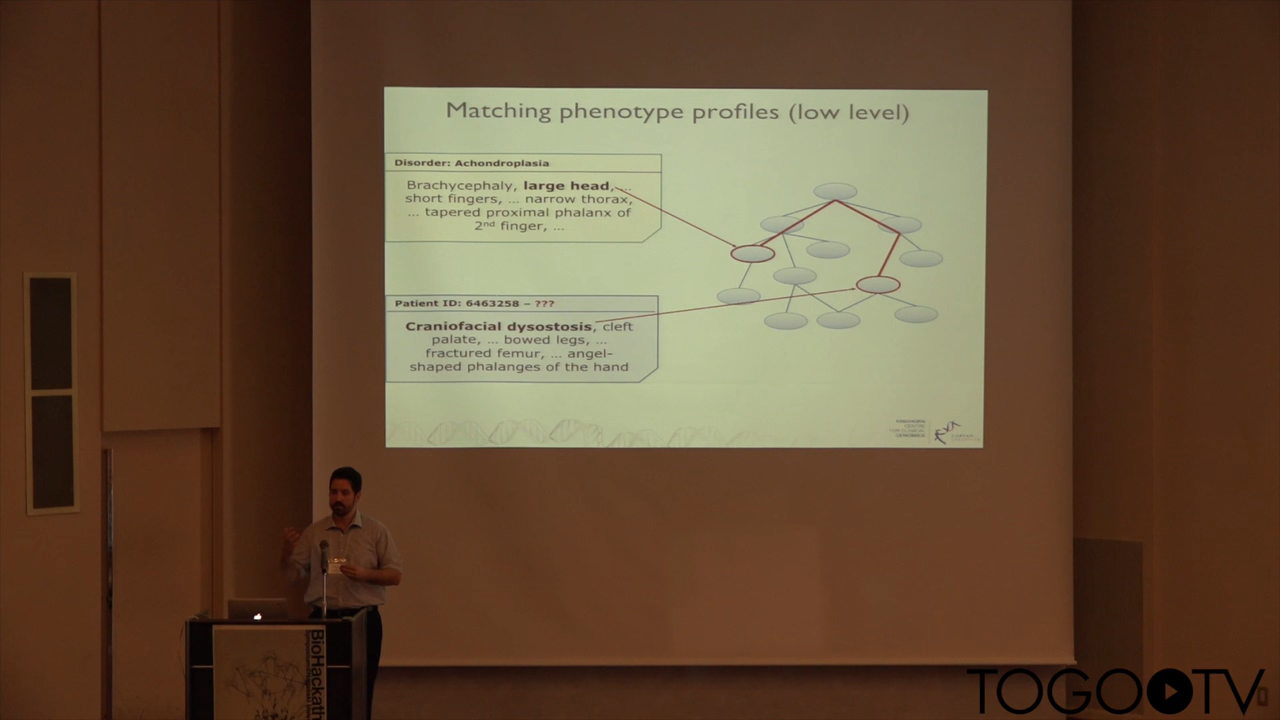 Matching phenotype profiles (low level)
Disorder: Achondroplasia
Brachycephaly, large head, ...
short fingers, ... narrow thorax,
... tapered proximal phalanx of
2nd finger, ...
Patient ID: 6463258 – ???
Craniofacial dysostosis, cleft
palate, ... bowed legs, ...
fractured femur, ... angel-
shaped phalanges of the hand
BioHackath
TOGO TV